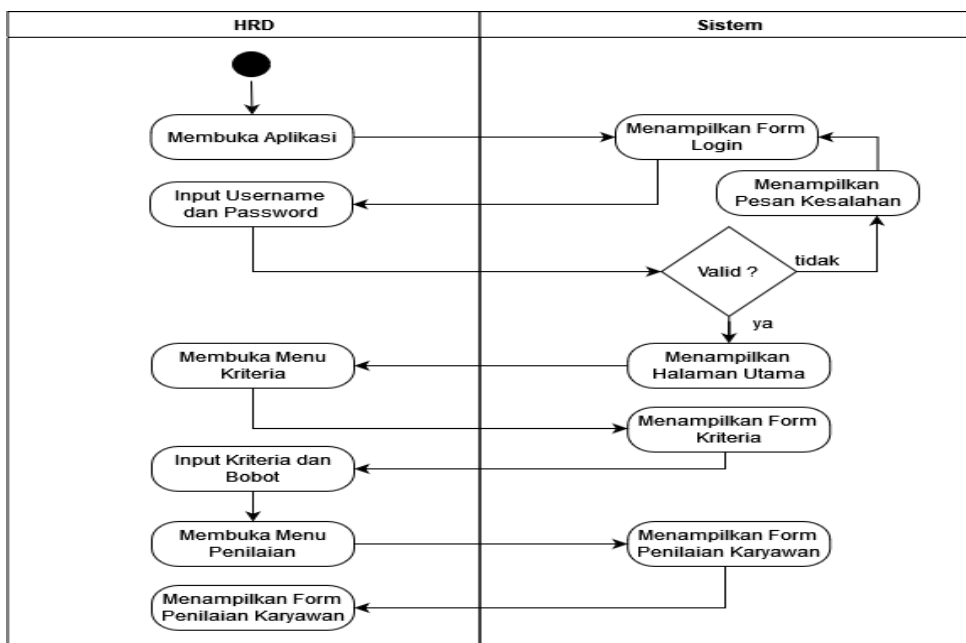 HRD
Sistem
Membuka Aplikasi
Menampilkan Form
Login
Input Username
dan Password
Menampilkan
Pesan Kesalahan
Valid ?
tidak
ya
Membuka Menu
Kriteria
Menampilkan
Halaman Utama
Menampilkan Form
Kriteria
Input Kriteria dan
Bobot
Membuka Menu
Penilaian
Menampilkan Form
Penilaian Karyawan
Menampilkan Form
Penilaian Karyawan